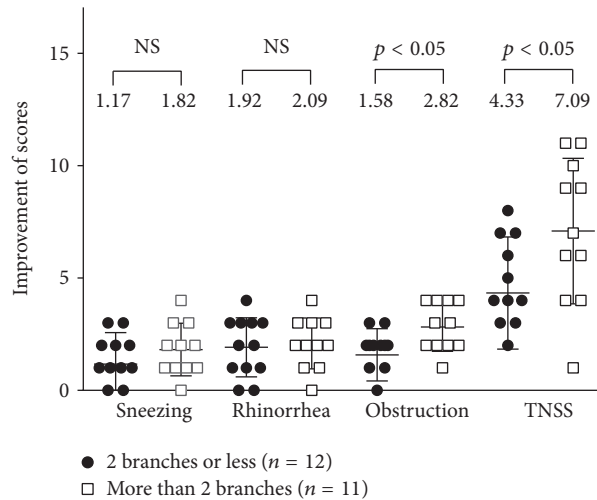 NS NS p < 0.05 p < 0.05
1.17 1.82 1.92 2.09 1.58 2.82 4.33 7.09
Improvement of scores
15
10
5
0
Sneezing Rhinorrhea Obstruction TNSS
2 branches or less (n = 12)
More than 2 branches (n = 11)